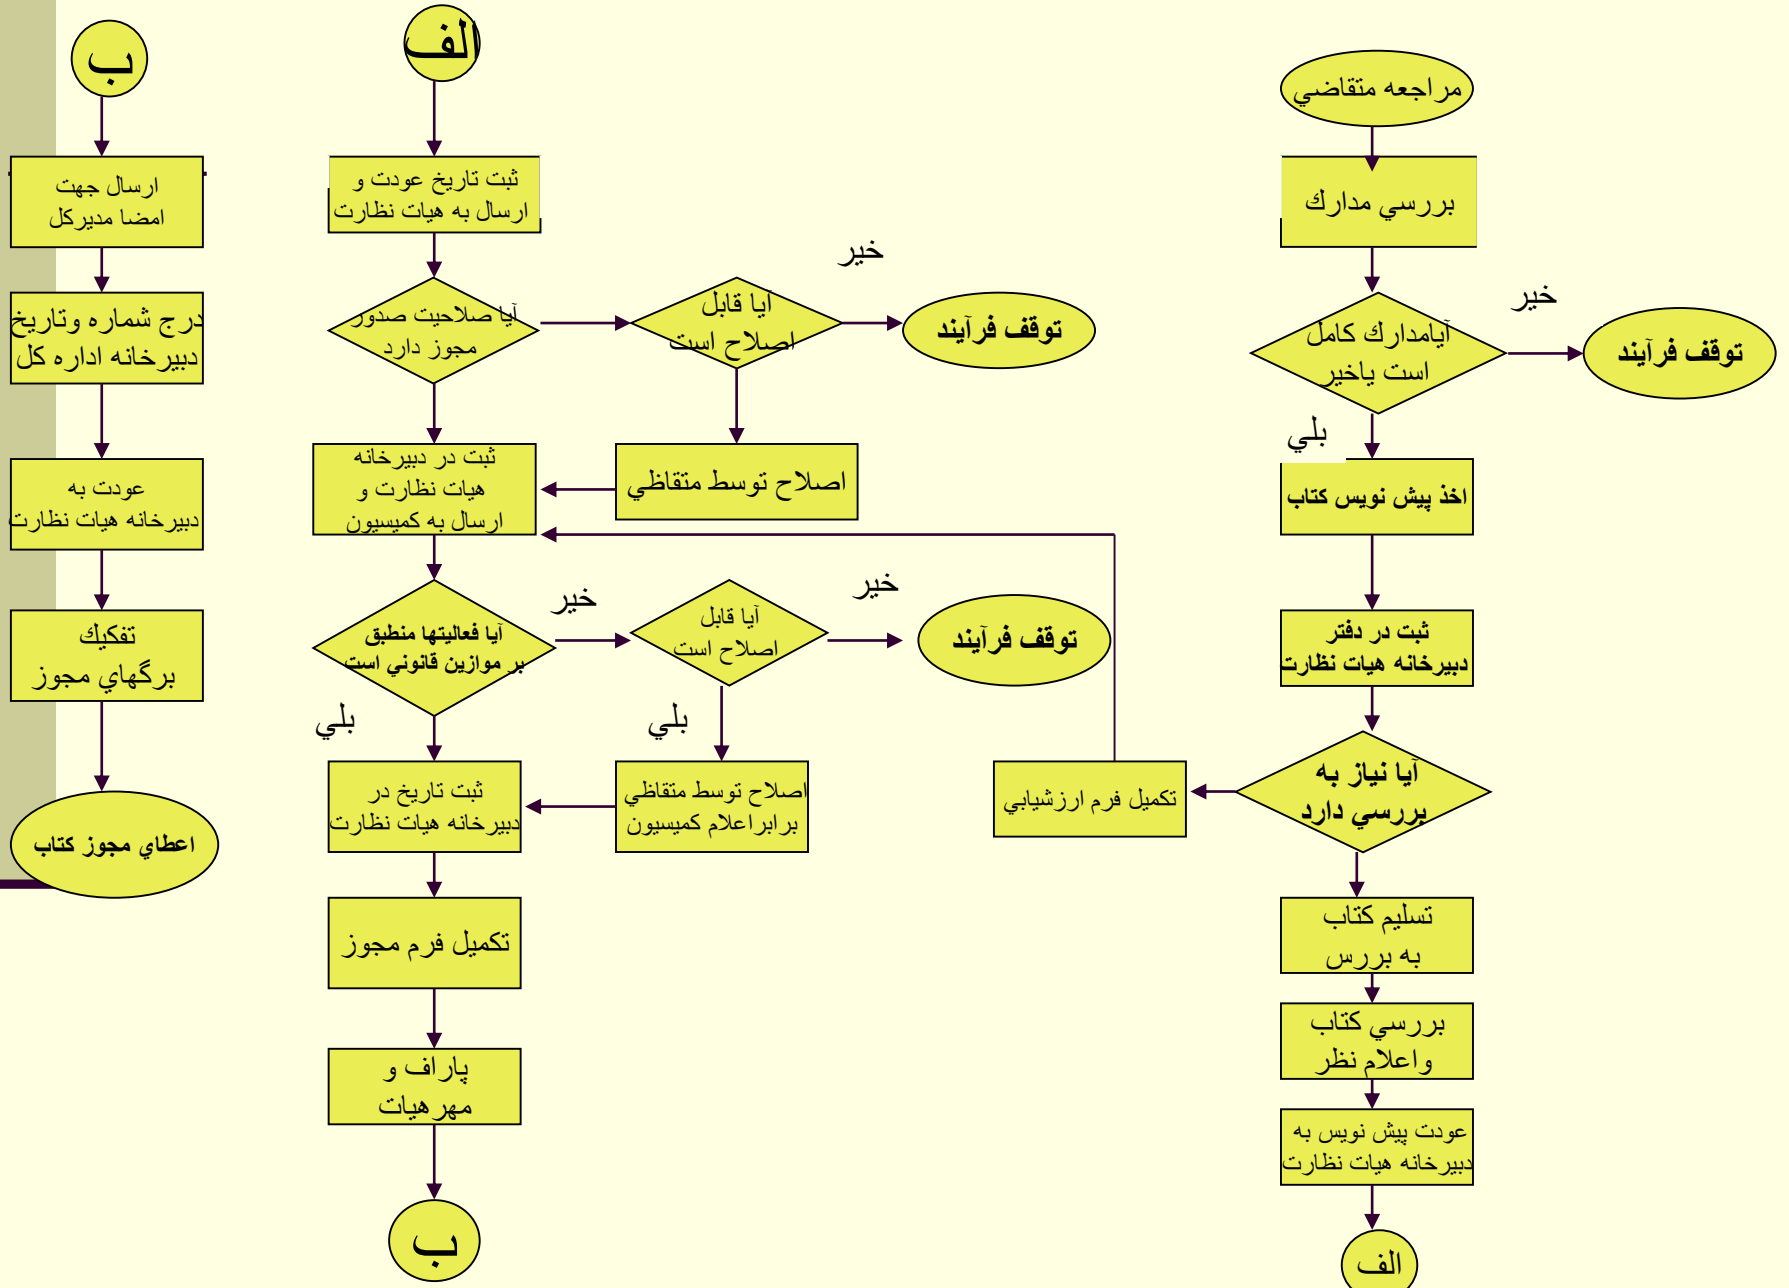 مراجعه متقاضي
بررسي مدارك
آيامدارك كامل
است ياخير
خير
توقف فرآيند
بلي
اخذ پيش نويس كتاب
ثبت در دفتر
دبيرخانه هيات نظارت
آيا نياز به
بررسي دارد
تكميل فرم ارزشيابي
تسليم كتاب
به بررس
بررسي كتاب
واعلام نظر
عودت پيش نويس به
دبيرخانه هيات نظارت
الف
الف
ثبت تاريخ عودت و
ارسال به هيات نظارت
آيا صلاحيت صدور
مجوز دارد
آيا قابل
اصلاح است
خير
توقف فرآيند
اصلاح توسط متقاظي
ثبت در دبيرخانه
هيات نظارت و
ارسال به كميسيون
آيا فعاليتها منطبق
بر موازين قانوني است
خير
آيا قابل
اصلاح است
خير
توقف فرآيند
بلي
بلي
اصلاح توسط متقاظي
برابراعلام كميسيون
ثبت تاريخ در
دبيرخانه هيات نظارت
تكميل فرم مجوز
پاراف و
مهرهيات
ب
ب
ارسال جهت
امضا مديركل
درج شماره وتاريخ
دبيرخانه اداره كل
عودت به
دبيرخانه هيات نظارت
تفكيك
برگهاي مجوز
اعطاي مجوز كتاب